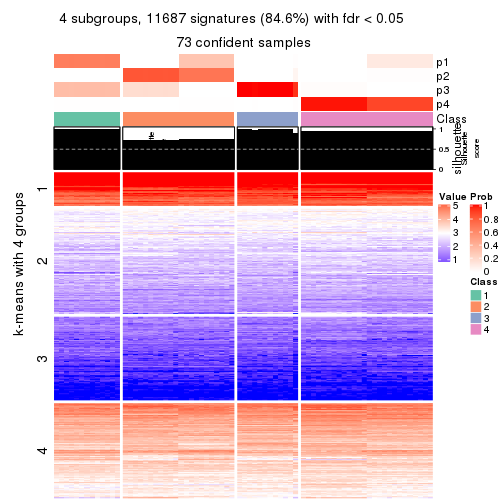 4 subgroups, 11687 signatures (84.6%) with fdr < 0.05
73 confident samples
p1
p2
p3
p4
Class
silhouette
Silhouette
score
1
0.5
0
k-means with 4 groups
1
2
3
4
Value
5
4
3
2
1
Prob
1
0.8
0.6
0.4
0.2
0
Class
1
2
3
4